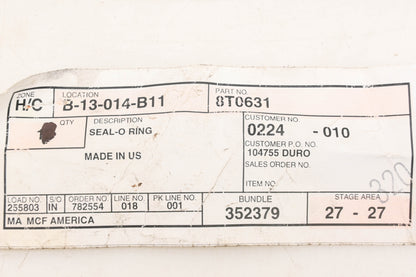 ZONE LOCATION PART NO.
H/C B-13-014-B11 8T0631
QTY DESCRIPTION CUSTOMER NO.
SEAL-O RING 0224 -010
MADE IN US CUSTOMER P.O. NO.
104755 DURO
SALES ORDER NO.
ITEM NO.
320
LOAD NO. S/O ORDER NO. LINE NO. PK LINE NO. BUNDLE STAGE AREA
255803 IN 782554 018 001 352379 27 - 27
MA MCF AMERICA